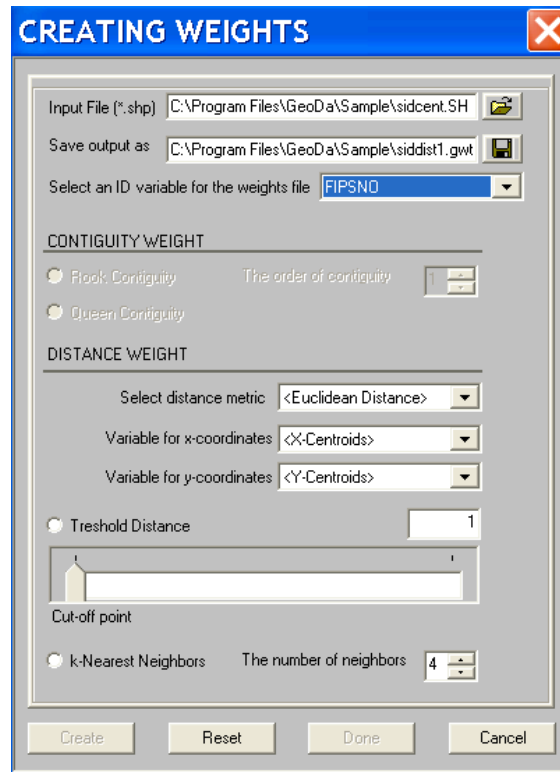 CREATING WEIGHTS
Input File (*.shp) C:\Program Files\GeoDa\Sample\sidcent.SH
Save output as C:\Program Files\GeoDa\Sample\siddist1.gwt
Select an ID variable for the weights file FIPSNO
CONTIGUITY WEIGHT
Rook Contiguity The order of contiguity 1
Queen Contiguity
DISTANCE WEIGHT
Select distance metric <Euclidean Distance>
Variable for x-coordinates <X-Centroids>
Variable for y-coordinates <Y-Centroids>
Treshold Distance 1
Cut-off point
k-Nearest Neighbors The number of neighbors 4
Create Reset Done Cancel